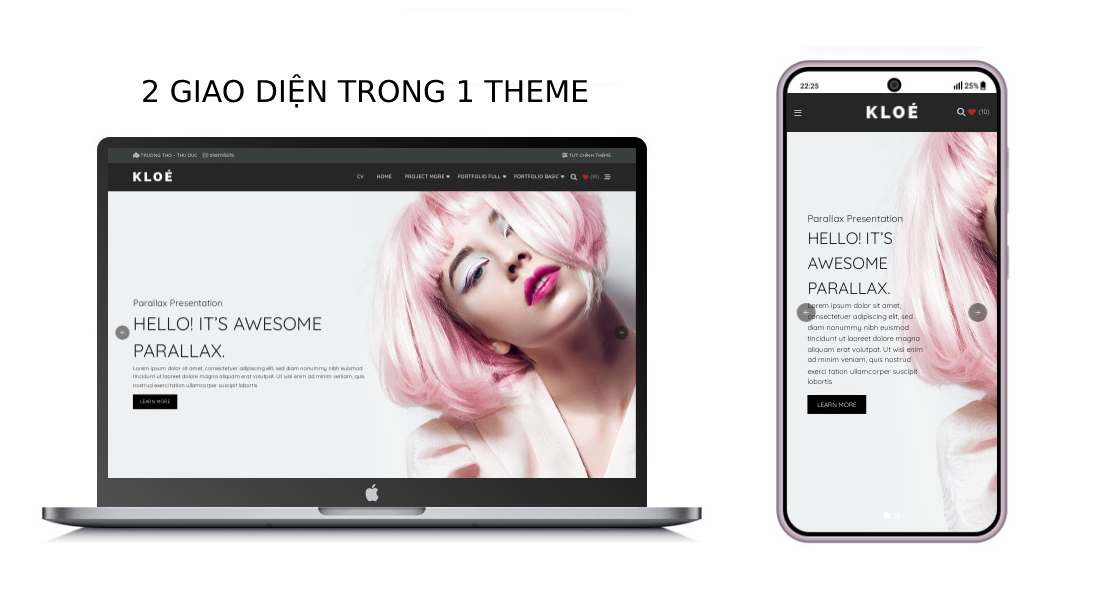 2 GIAO DIỆN TRONG 1 THEME
TRUONG THO - THU DUC 0981195878
TUỲ CHỈNH THEME
KLOÉ
CV HOME PROJECT MORE PORTFOLIO FULL PORTFOLIO BASIC (10)
Parallax Presentation
HELLO! IT'S AWESOME
PARALLAX.
Lorem ipsum dolor sit amet, consectetuer adipiscing elit, sed diam nonummy nibh euismod
tincidunt ut laoreet dolore magna aliquam erat volutpat. Ut wisi enim ad minim veniam, quis
nostrud exerci tation ullamcorper suscipit lobortis
LEARN MORE
22:25 25%
KLOÉ (10)
Parallax Presentation
HELLO! IT'S
AWESOME
PARALLAX.
Lorem ipsum dolor sit amet,
consectetuer adipiscing elit, sed
diam nonummy nibh euismod
tincidunt ut laoreet dolore magna
aliquam erat volutpat. Ut wisi enim
ad minim veniam, quis nostrud
exerci tation ullamcorper suscipit
lobortis
LEARN MORE